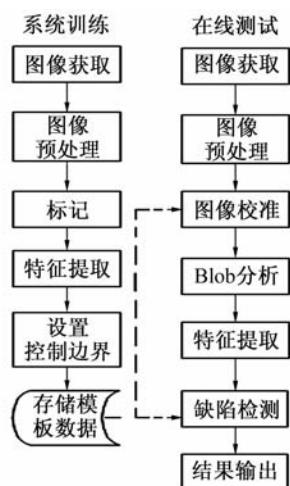 系统训练
图像获取
图像
预处理
标记
特征提取
设置
控制边界
存储模
板数据
在线测试
图像获取
图像
预处理
图像校准
Blob分析
特征提取
缺陷检测
结果输出